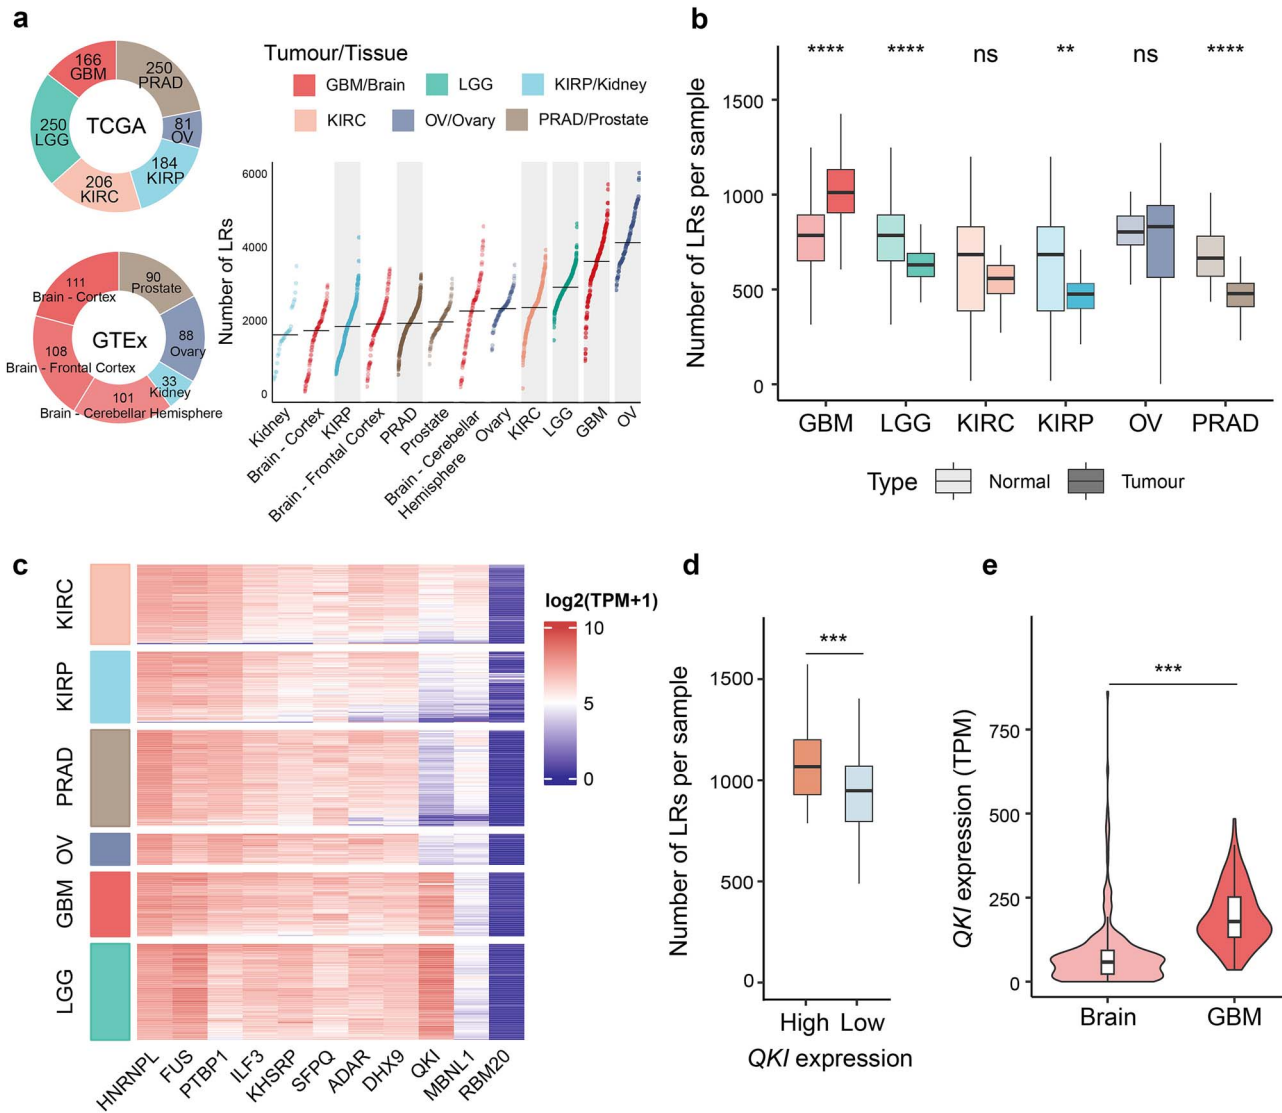 a
166
GBM
250
PRAD
250
LGG
TCGA
81
OV
184
KIRP
206
KIRC
111
Brain - Cortex
90
Prostate
GTEx
88
Ovary
108
Brain - Frontal Cortex
33
Kidney
101
Brain - Cerebellar Hemisphere
Tumour/Tissue
GBM/Brain
LGG
KIRP/Kidney
KIRC
OV/Ovary
PRAD/Prostate
Number of LRs
6000
4000
2000
0
Kidney
Brain - Cortex
KIRP
Brain - Frontal Cortex
PRAD
Prostate
Brain - Cerebellar
Hemisphere
Ovary
KIRC
LGG
GBM
OV
b
**** **** ns ** ns ****
Number of LRs per sample
1500
1000
500
0
GBM LGG KIRC KIRP OV PRAD
Type Normal Tumour
c
KIRC
KIRP
PRAD
OV
GBM
LGG
log2(TPM+1)
10
5
0
HNRNPL
FUS
PTBP1
ILF3
KHSRP
SFPQ
ADAR
DHX9
QKI
MBNL1
RBM20
d
***
Number of LRs per sample
1500
1000
500
0
High Low
QKI expression
e
***
QKI expression (TPM)
750
500
250
0
Brain GBM